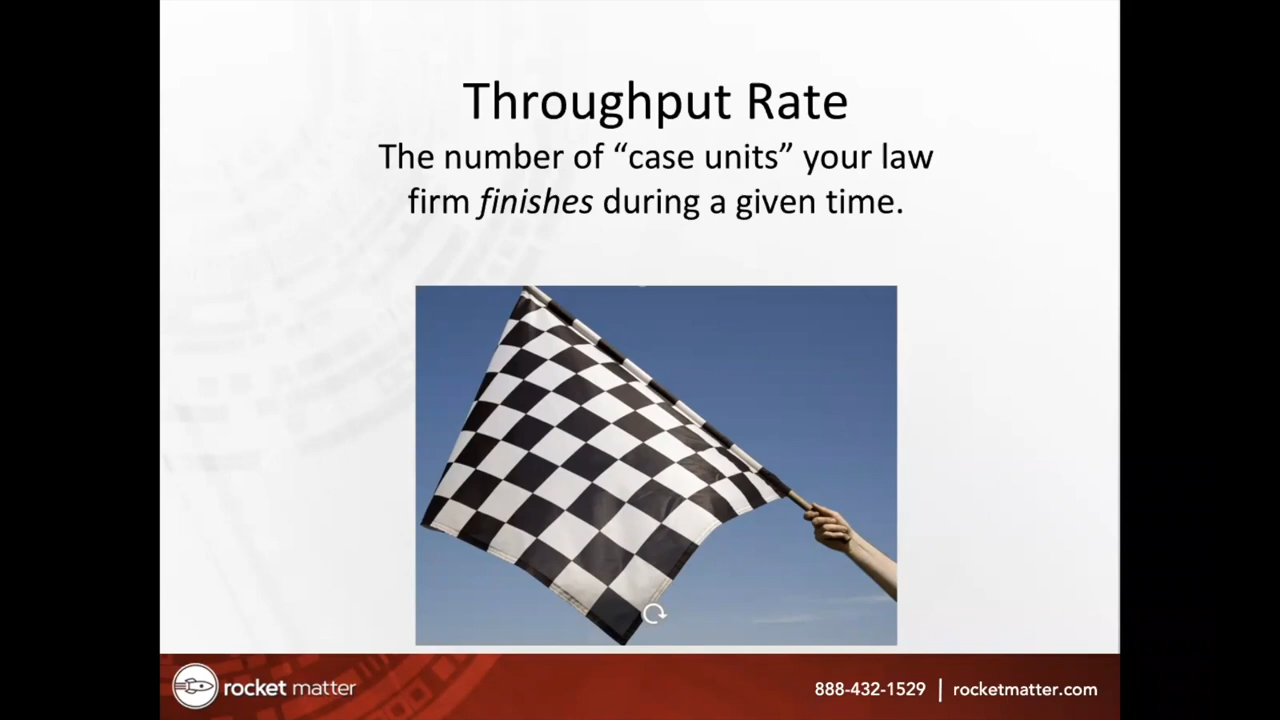 Throughput Rate
The number of “case units” your law
firm finishes during a given time.
rocket matter
888-432-1529 | rocketmatter.com